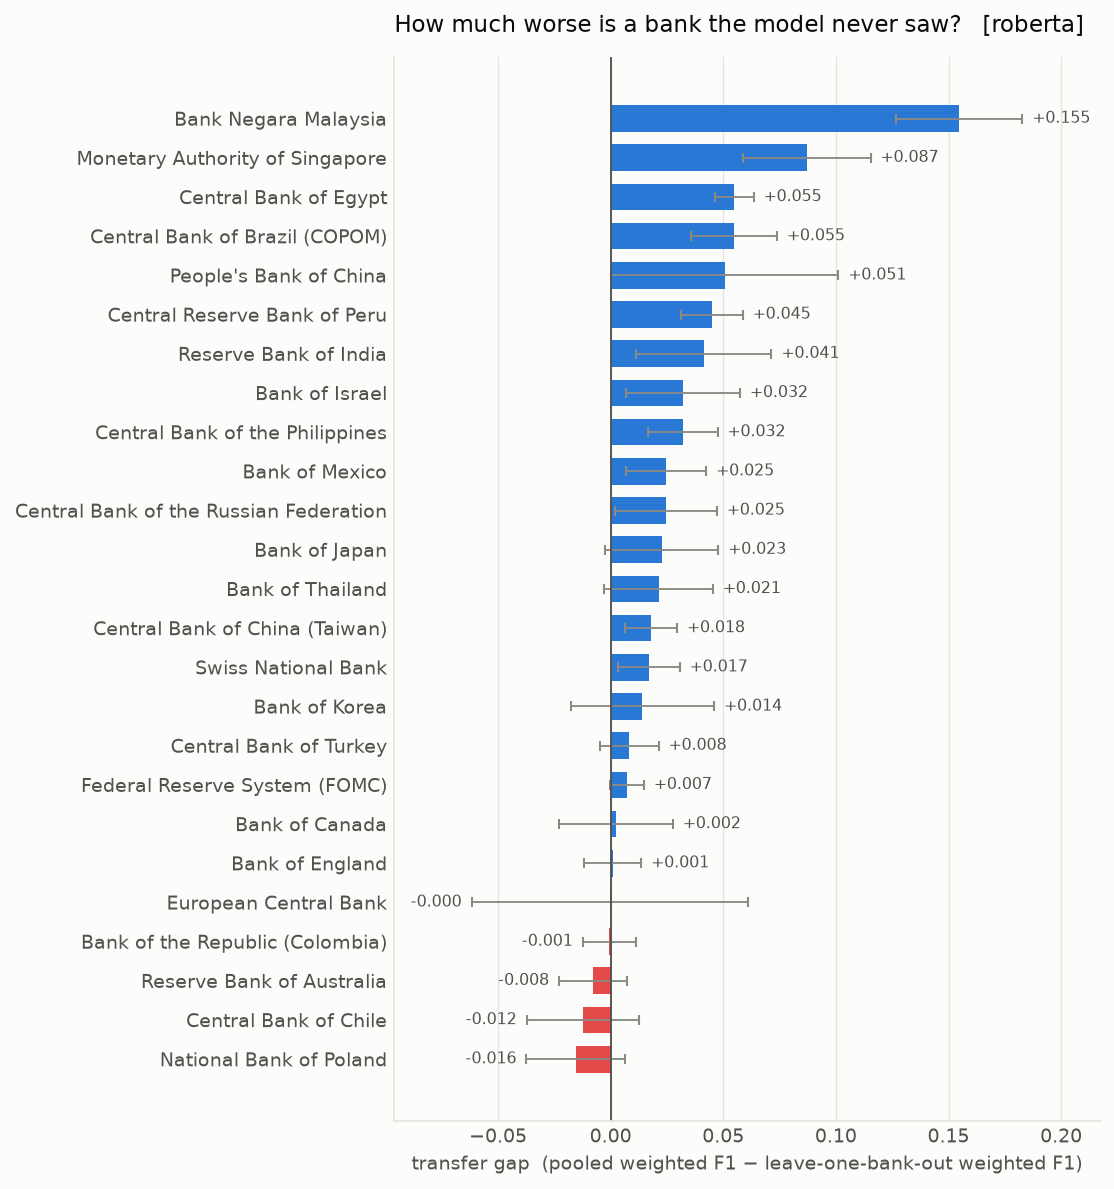 How much worse is a bank the model never saw?   [roberta]
Bank Negara Malaysia +0.155
Monetary Authority of Singapore +0.087
Central Bank of Egypt +0.055
Central Bank of Brazil (COPOM) +0.055
People's Bank of China +0.051
Central Reserve Bank of Peru +0.045
Reserve Bank of India +0.041
Bank of Israel +0.032
Central Bank of the Philippines +0.032
Bank of Mexico +0.025
Central Bank of the Russian Federation +0.025
Bank of Japan +0.023
Bank of Thailand +0.021
Central Bank of China (Taiwan) +0.018
Swiss National Bank +0.017
Bank of Korea +0.014
Central Bank of Turkey +0.008
Federal Reserve System (FOMC) +0.007
Bank of Canada +0.002
Bank of England +0.001
European Central Bank -0.000
Bank of the Republic (Colombia) -0.001
Reserve Bank of Australia -0.008
Central Bank of Chile -0.012
National Bank of Poland -0.016
−0.05 0.00 0.05 0.10 0.15 0.20
transfer gap  (pooled weighted F1 − leave-one-bank-out weighted F1)